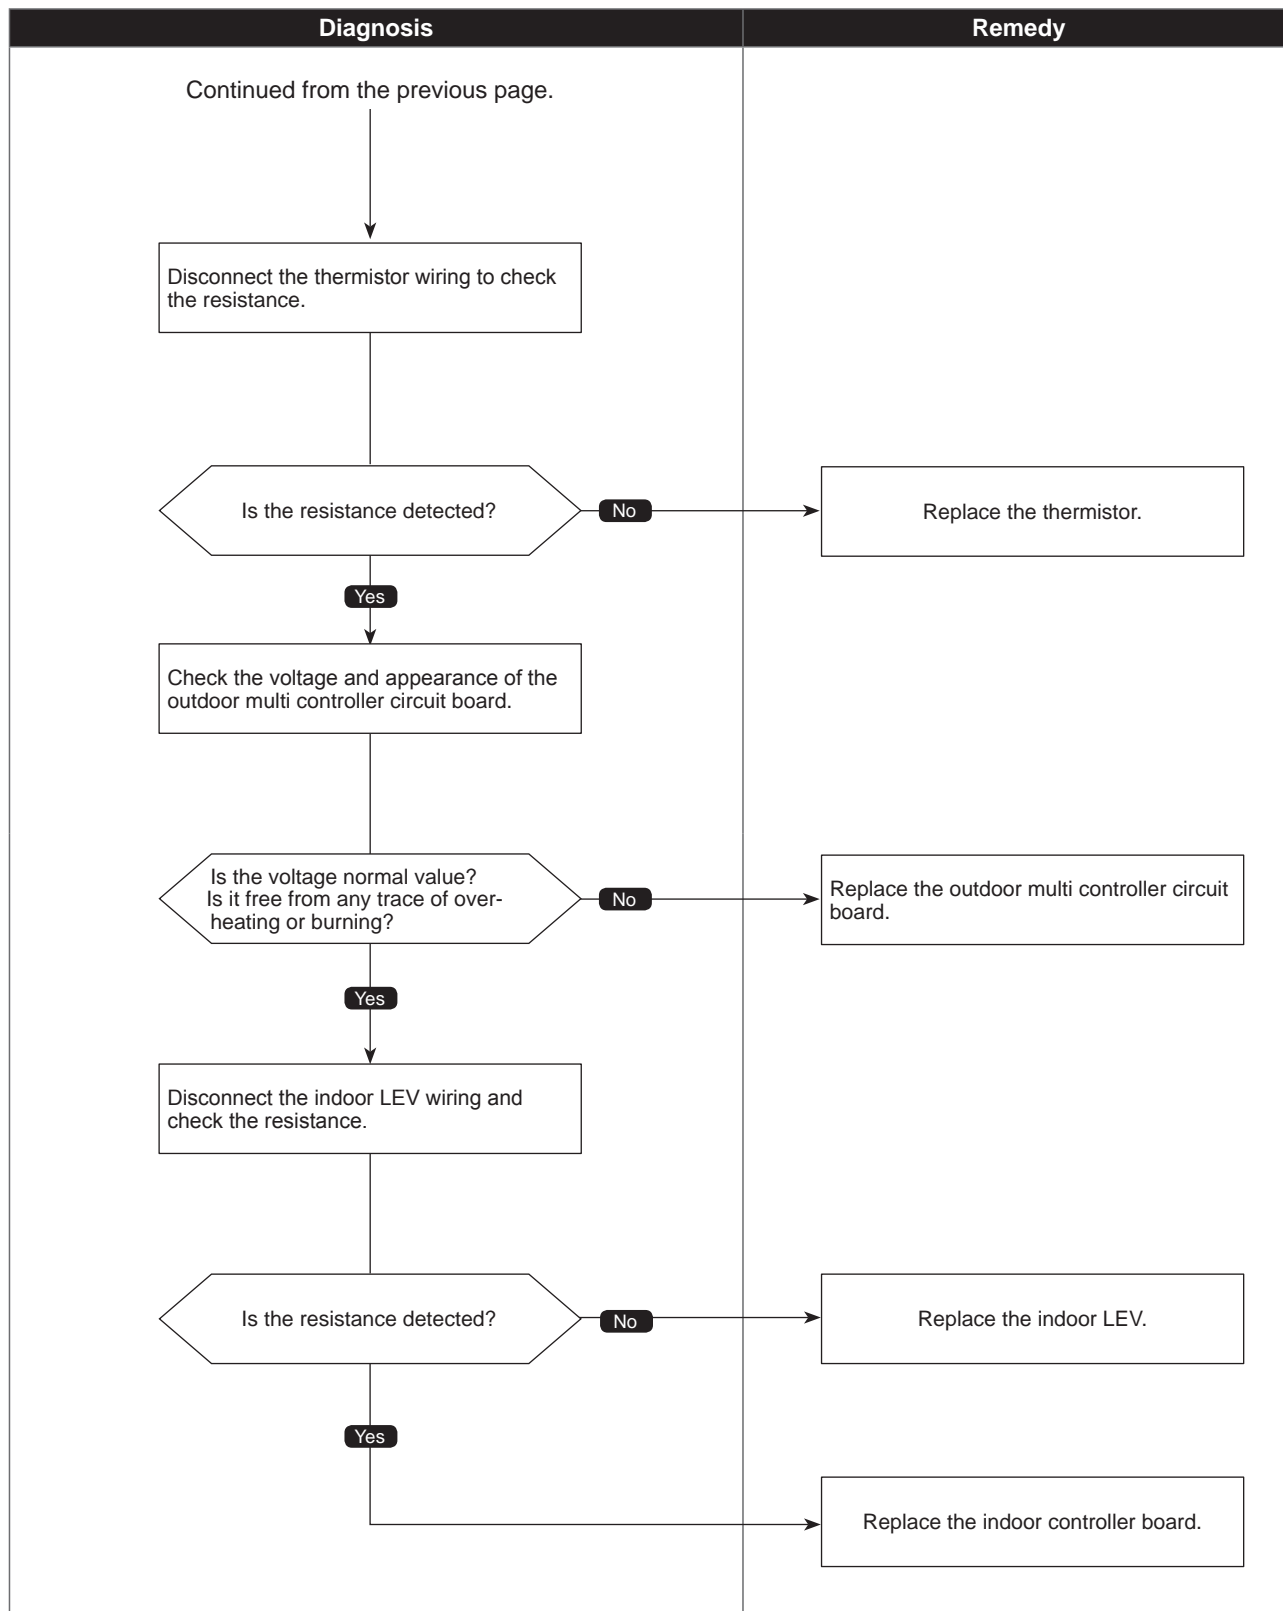 Diagnosis
Remedy
Continued from the previous page.
Disconnect the thermistor wiring to check
the resistance.
Is the resistance detected?
No
Replace the thermistor.
Yes
Check the voltage and appearance of the
outdoor multi controller circuit board.
Is the voltage normal value?
Is it free from any trace of over-
heating or burning?
No
Replace the outdoor multi controller circuit
board.
Yes
Disconnect the indoor LEV wiring and
check the resistance.
Is the resistance detected?
No
Replace the indoor LEV.
Yes
Replace the indoor controller board.